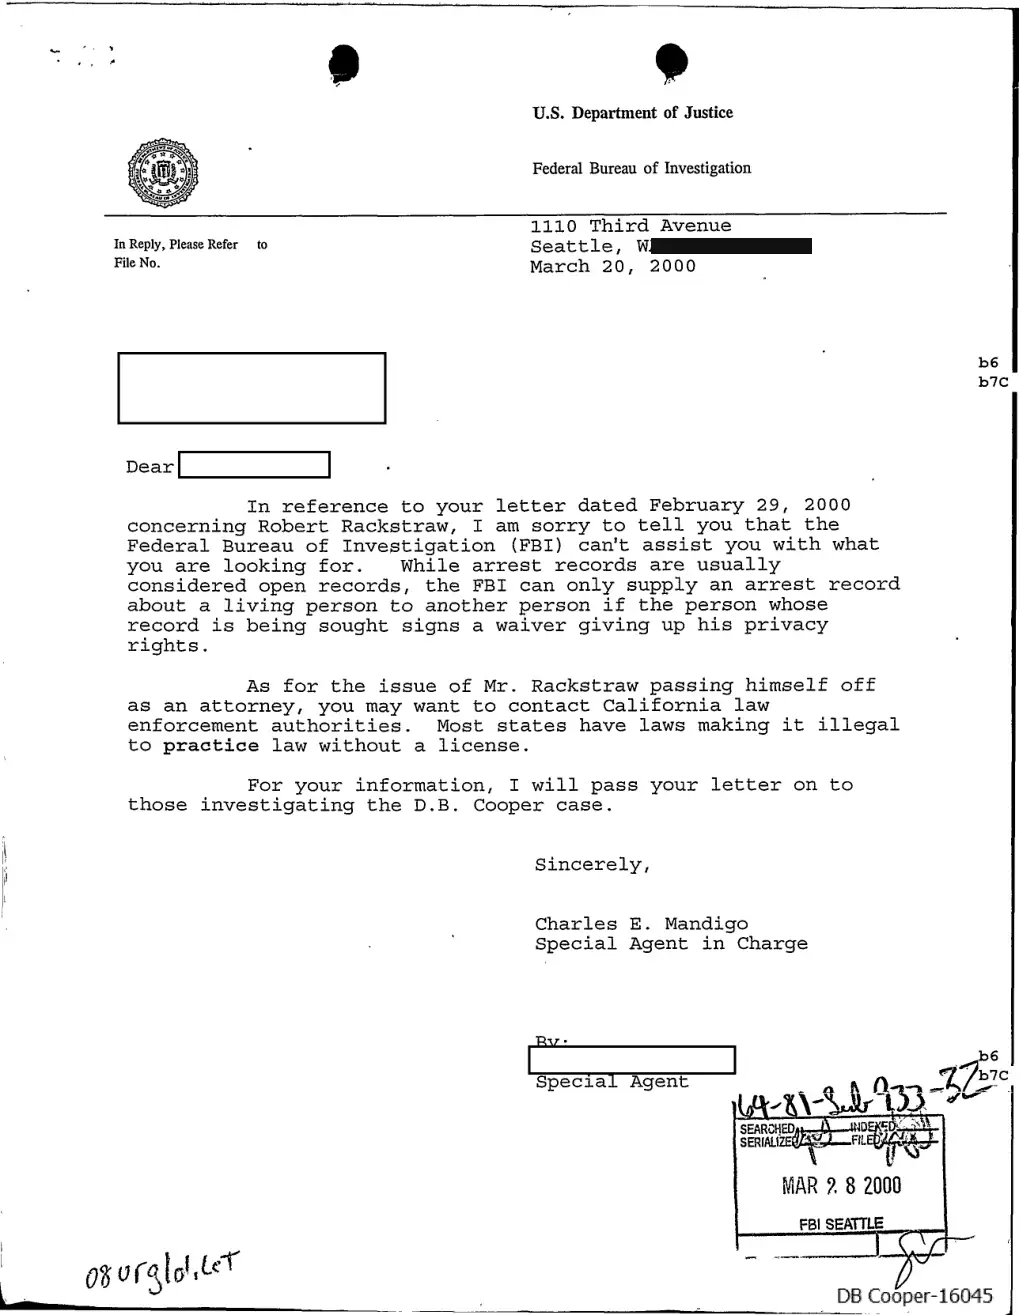 U.S. Department of Justice
Federal Bureau of Investigation
In Reply, Please Refer to
File No.
1110 Third Avenue
Seattle, W
March 20, 2000
b6
b7C
Dear
In reference to your letter dated February 29, 2000
concerning Robert Rackstraw, I am sorry to tell you that the
Federal Bureau of Investigation (FBI) can't assist you with what
you are looking for. While arrest records are usually
considered open records, the FBI can only supply an arrest record
about a living person to another person if the person whose
record is being sought signs a waiver giving up his privacy
rights.
As for the issue of Mr. Rackstraw passing himself off
as an attorney, you may want to contact California law
enforcement authorities. Most states have laws making it illegal
to practice law without a license.
For your information, I will pass your letter on to
those investigating the D.B. Cooper case.
Sincerely,
Charles E. Mandigo
Special Agent in Charge
By:
Special Agent
b6
b7C
164-81-Sub
SEARCHED INDEXED
SERIALIZED FILED
MAR 28 2000
FBI SEATTLE
DB Cooper-16045